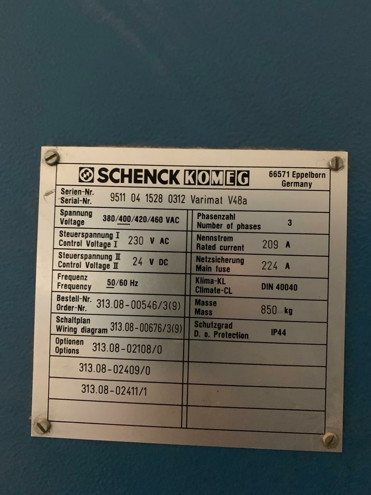 SCHENCK KOMEG 66571 Eppelborn
Germany
Serien-Nr.
Serial-Nr. 9511 04 1528 0312 Varimat V48a
Spannung
Voltage 380/400/420/460 VAC
Phasenzahl
Number of phases 3
Steuerspannung I
Control Voltage I 230 V AC
Nennstrom
Rated current 209 A
Steuerspannung II
Control Voltage II 24 V DC
Netzsicherung
Main fuse 224 A
Frequenz
Frequency 50/60 Hz
Klima-KL
Climate-CL DIN 40040
Bestell-Nr.
Order-Nr. 313.08-00546/3(9)
Masse
Mass 850 kg
Schaltplan
Wiring diagram 313.08-00676/3(9)
Schutzgrad
D. o. Protection IP44
Optionen
Options 313.08-02108/0
313.08-02409/0
313.08-02411/1